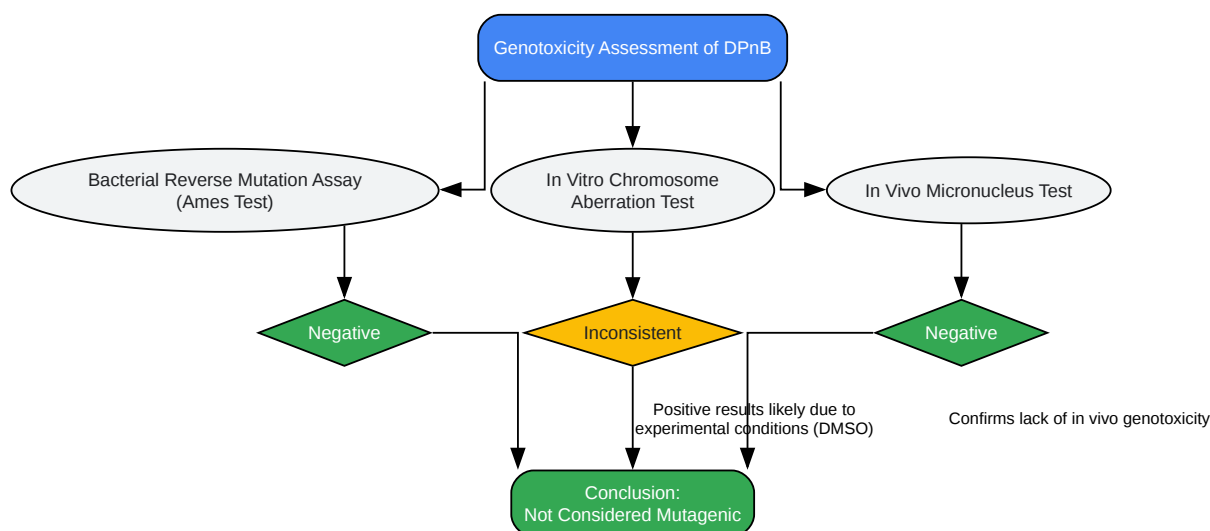 Genotoxicity Assessment of DPnB
Bacterial Reverse Mutation Assay
(Ames Test)
In Vitro Chromosome
Aberration Test
In Vivo Micronucleus Test
Negative
Inconsistent
Negative
Positive results likely due to
experimental conditions (DMSO)
Confirms lack of in vivo genotoxicity
Conclusion:
Not Considered Mutagenic